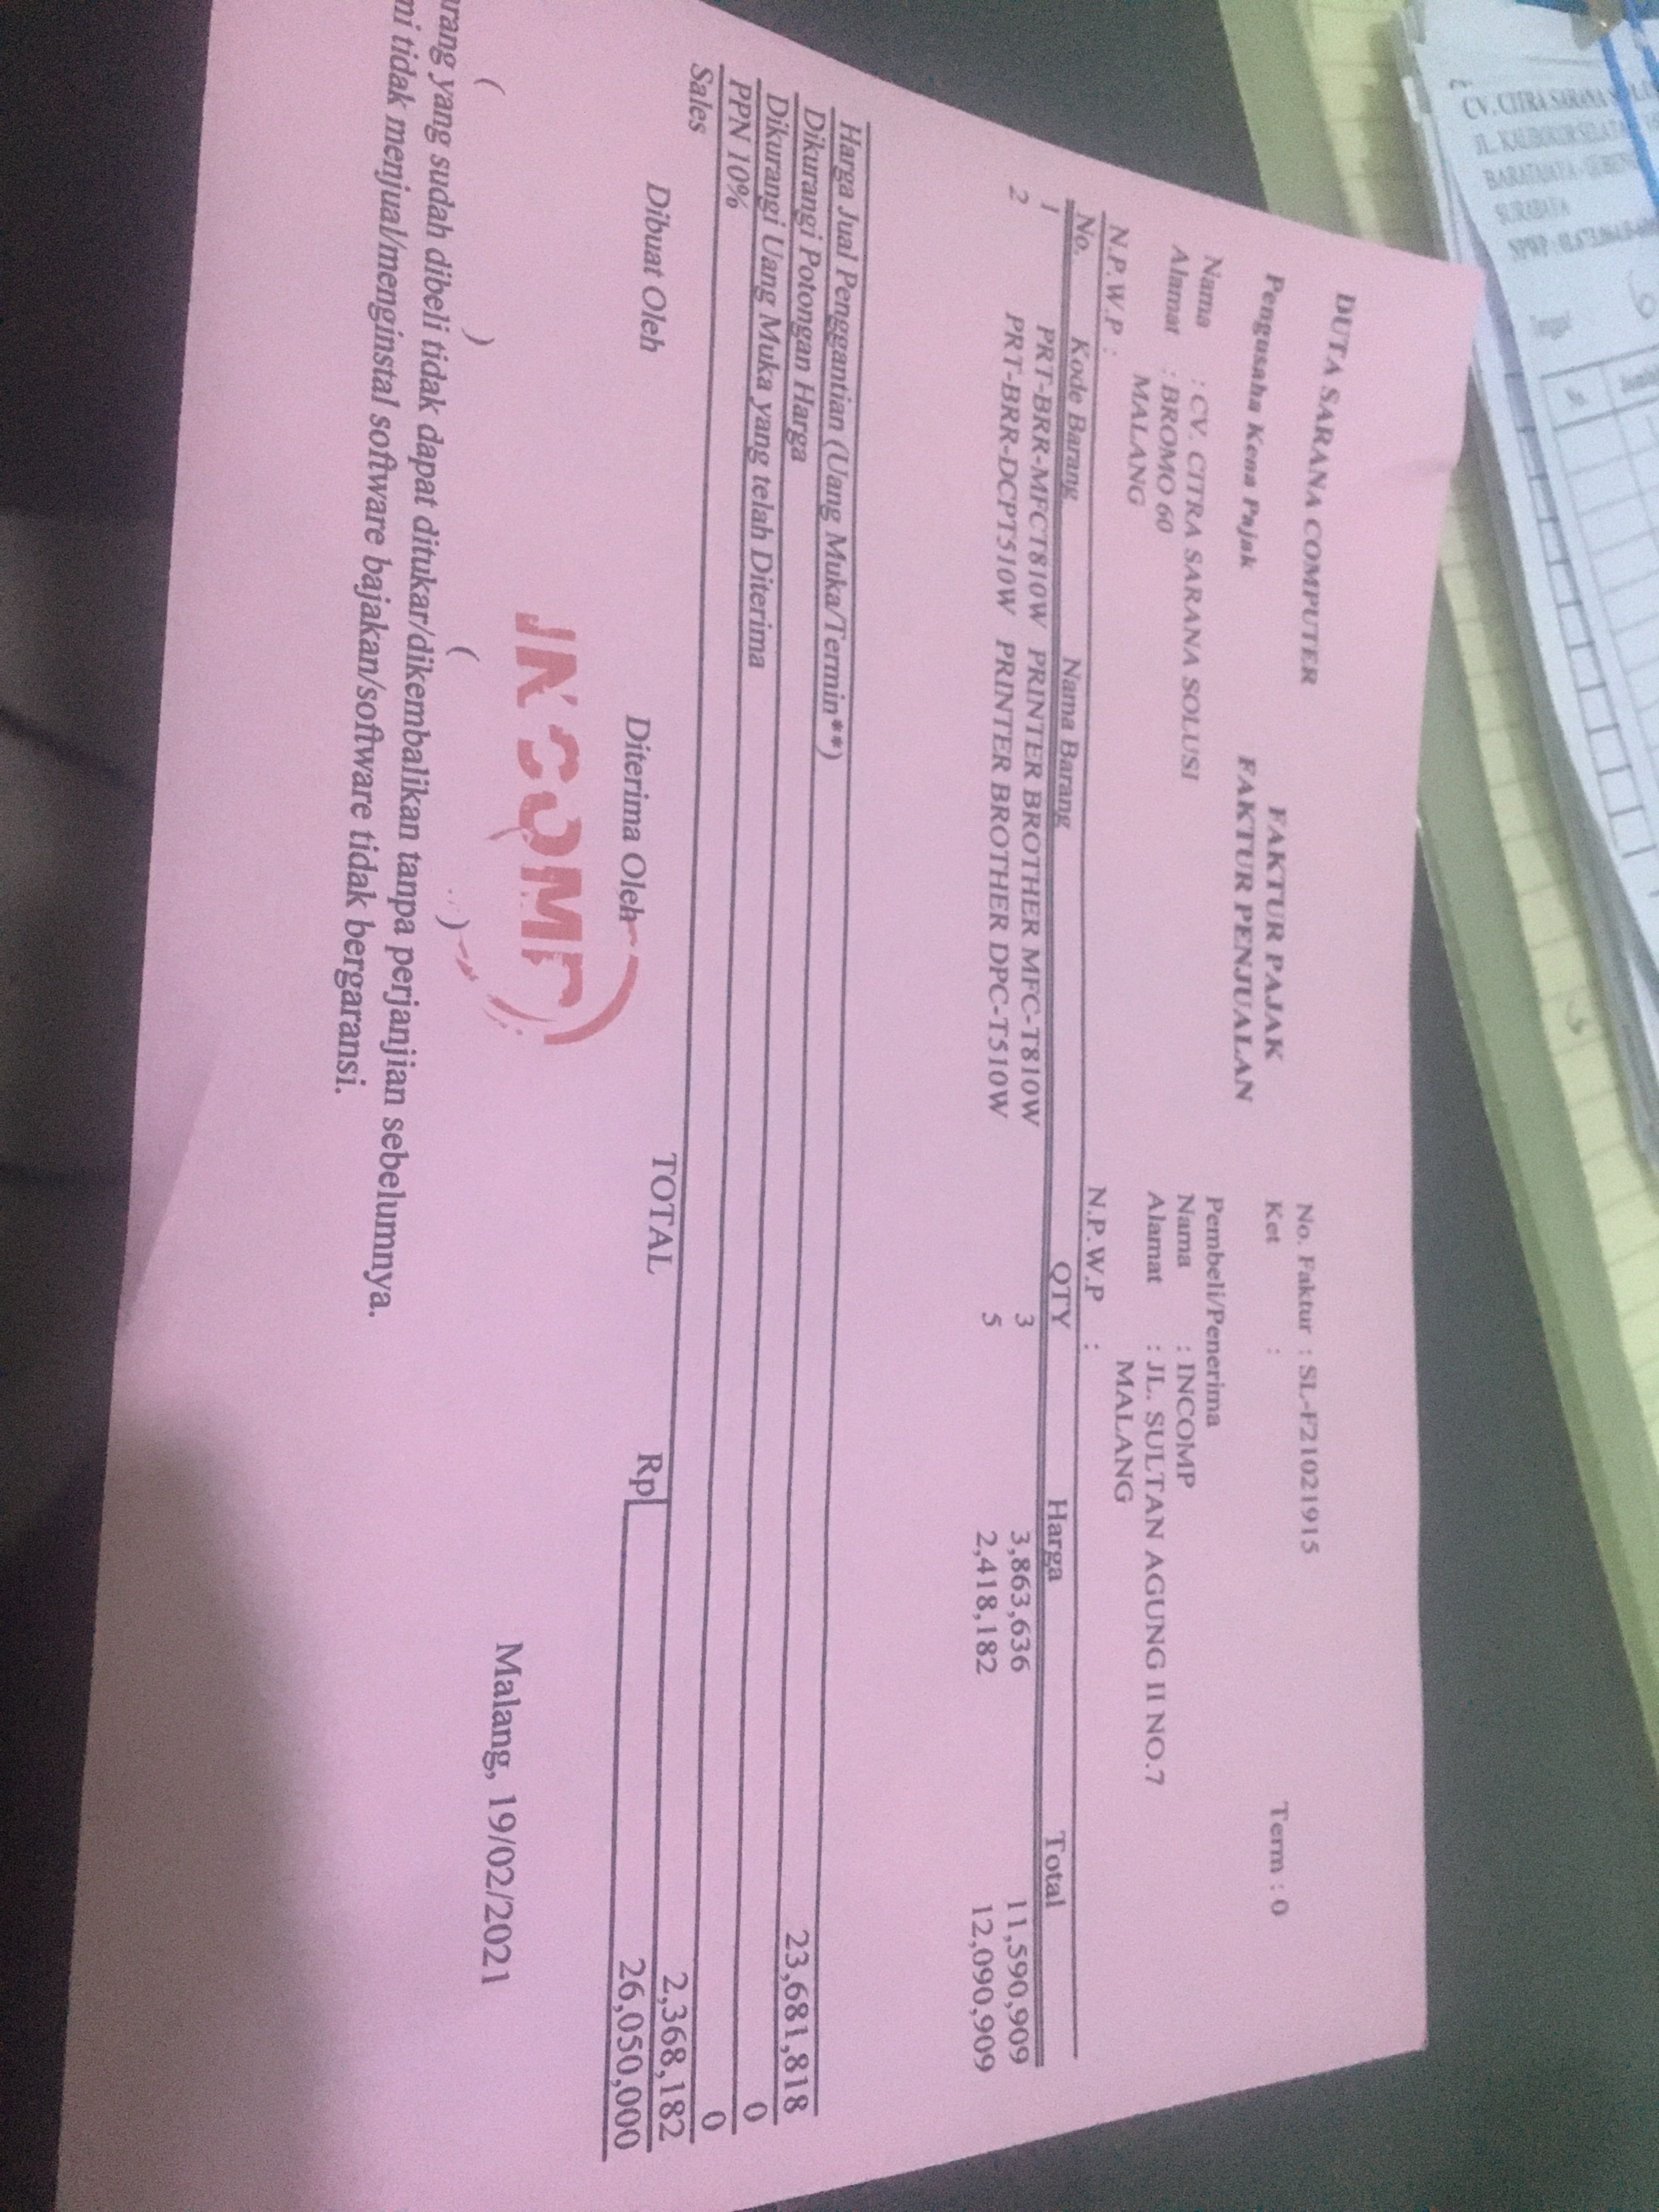 DUTA SARANA COMPUTER
FAKTUR PAJAK
FAKTUR PENJUALAN
No. Faktur : SL-F21021915
Ket :
Term : 0
Pengusaha Kena Pajak
Nama : CV. CITRA SARANA SOLUSI
Alamat : BROMO 60
MALANG
N.P.W.P :
Pembeli/Penerima
Nama : INCOMP
Alamat : JL. SULTAN AGUNG II NO.7
MALANG
N.P.W.P :
No. Kode Barang Nama Barang QTY Harga Total
1 PRT-BRR-MFCT810W PRINTER BROTHER MFC-T810W 3 3,863,636 11,590,909
2 PRT-BRR-DCPT510W PRINTER BROTHER DPC-T510W 5 2,418,182 12,090,909
Harga Jual Penggantian (Uang Muka/Termin**) 23,681,818
Dikurangi Potongan Harga 0
Dikurangi Uang Muka yang telah Diterima 0
PPN 10% 2,368,182
Sales TOTAL Rp 26,050,000
Dibuat Oleh Diterima Oleh
INCOMP
Malang, 19/02/2021
( ) ( )
yang sudah dibeli tidak dapat ditukar/dikembalikan tanpa perjanjian sebelumnya.
tidak menjual/menginstal software bajakan/software tidak bergaransi.
CV. CITRA SARANA
SURABAYA
NPWP :
Tanggal
6